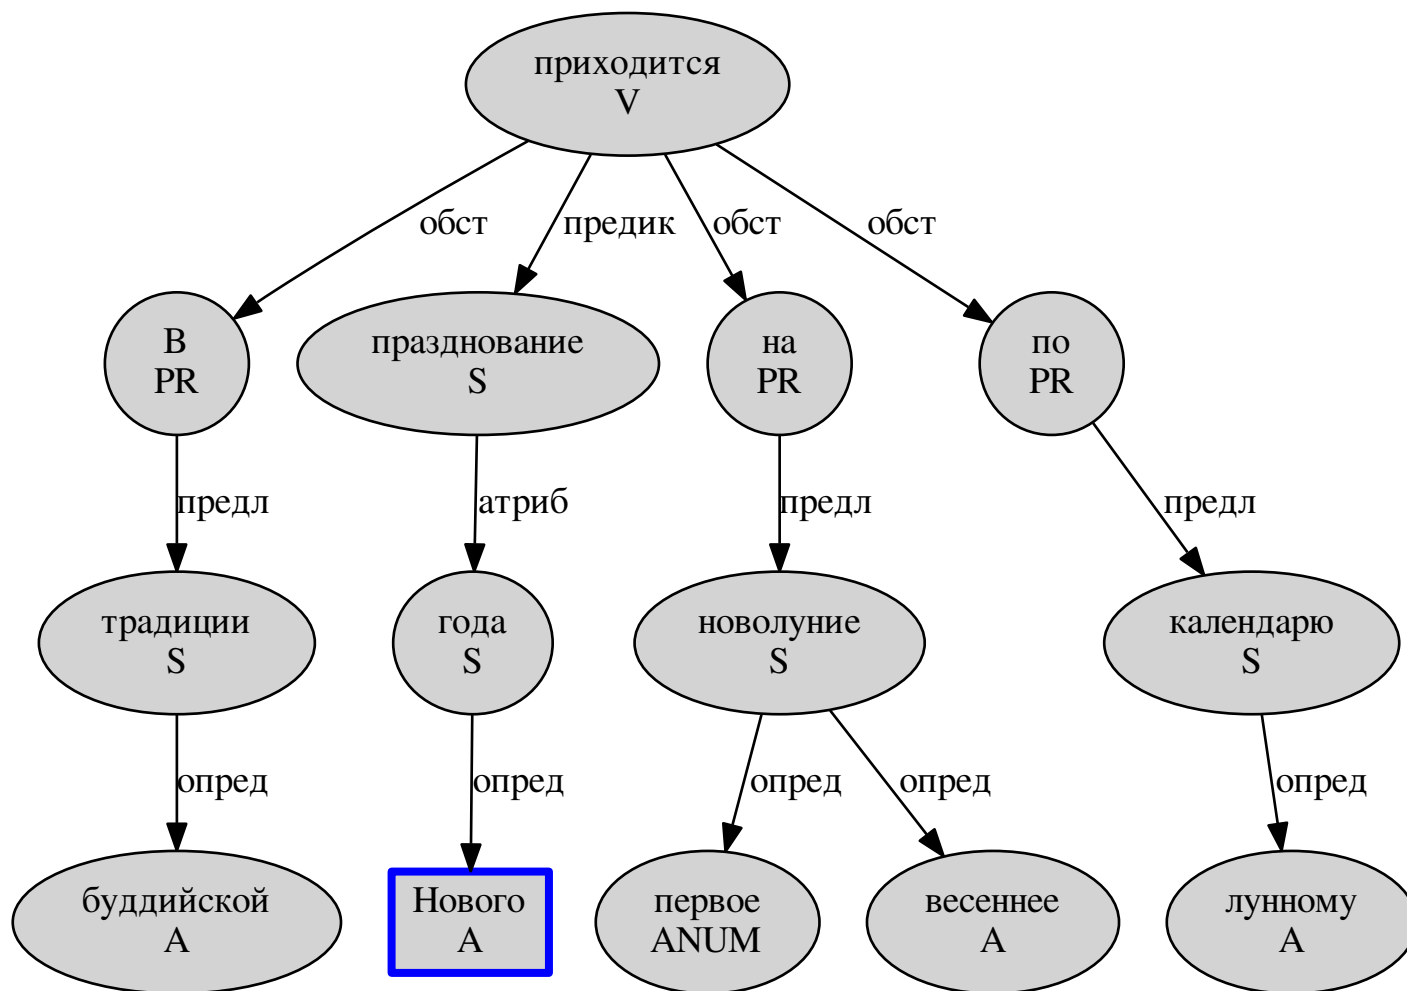 приходится
V
обст
предик
обст
обст
В
PR
празднование
S
на
PR
по
PR
предл
атриб
предл
предл
традиции
S
года
S
новолуние
S
календарю
S
опред
опред
опред
опред
опред
буддийской
A
Нового
A
первое
ANUM
весеннее
A
лунному
A